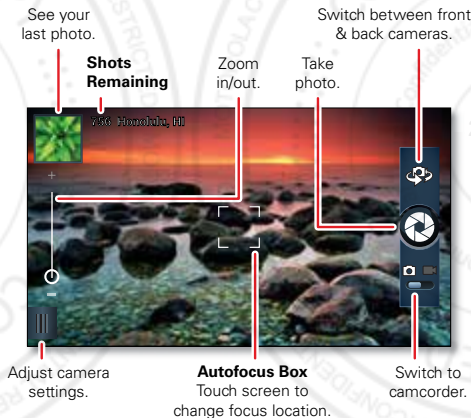 See your
last photo.
Shots
Remaining
Zoom
in/out.
Take
photo.
Switch between front
& back cameras.
756 Honolulu, HI
Adjust camera
settings.
Autofocus Box
Touch screen to
change focus location.
Switch to
camcorder.